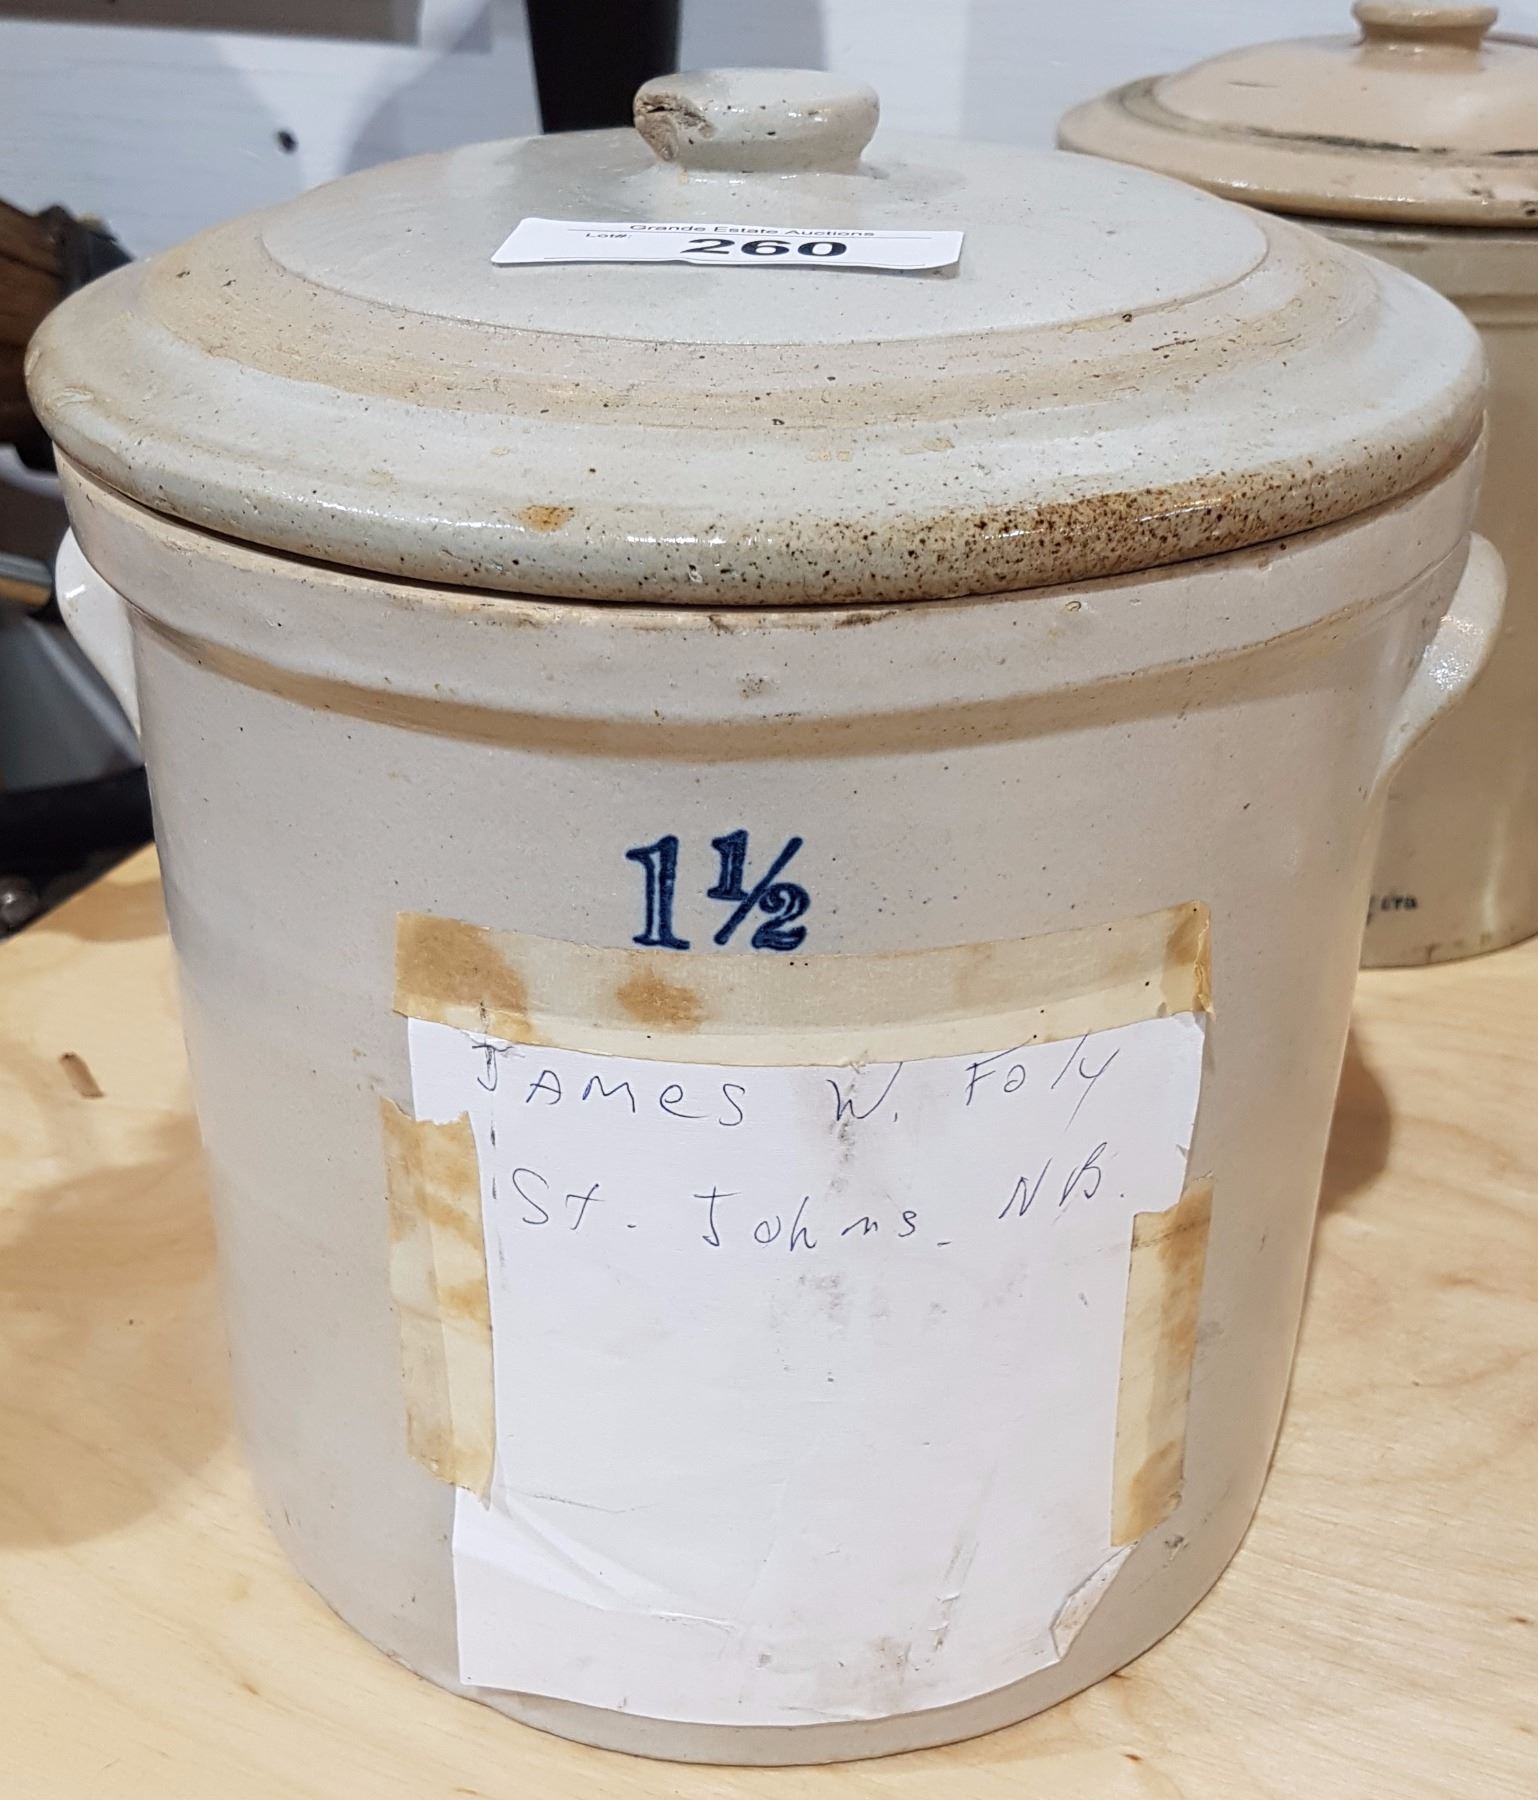 Grande Estate Auctions
Lot#: 260
1½
James W. Foly
St. Johns. NB.